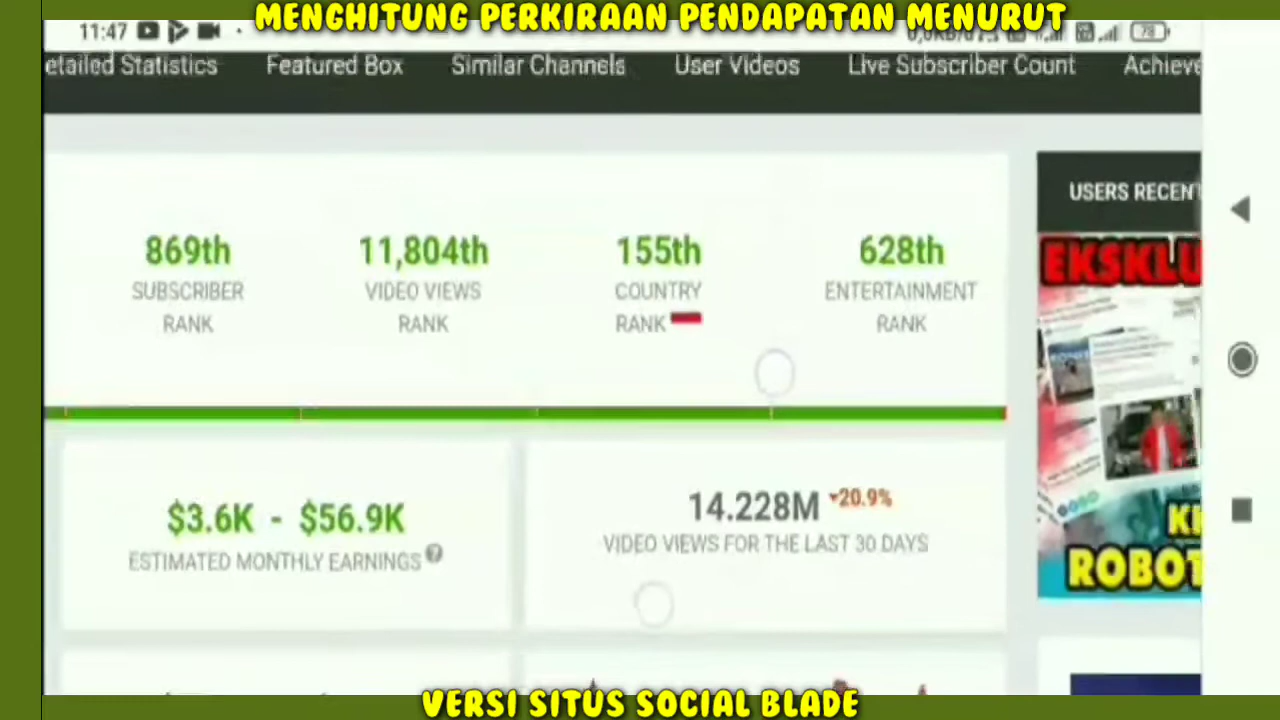 MENGHITUNG PERKIRAAN PENDAPATAN MENURUT
11:47
78
etailed Statistics Featured Box Similar Channels User Videos Live Subscriber Count Achieve
USERS RECENT
869th 11,804th 155th 628th
SUBSCRIBER VIDEO VIEWS COUNTRY ENTERTAINMENT
RANK RANK RANK RANK
EKSKLU
$3.6K - $56.9K
ESTIMATED MONTHLY EARNINGS
14.228M 20.9%
VIDEO VIEWS FOR THE LAST 30 DAYS
KI
ROBOT
VERSI SITUS SOCIAL BLADE